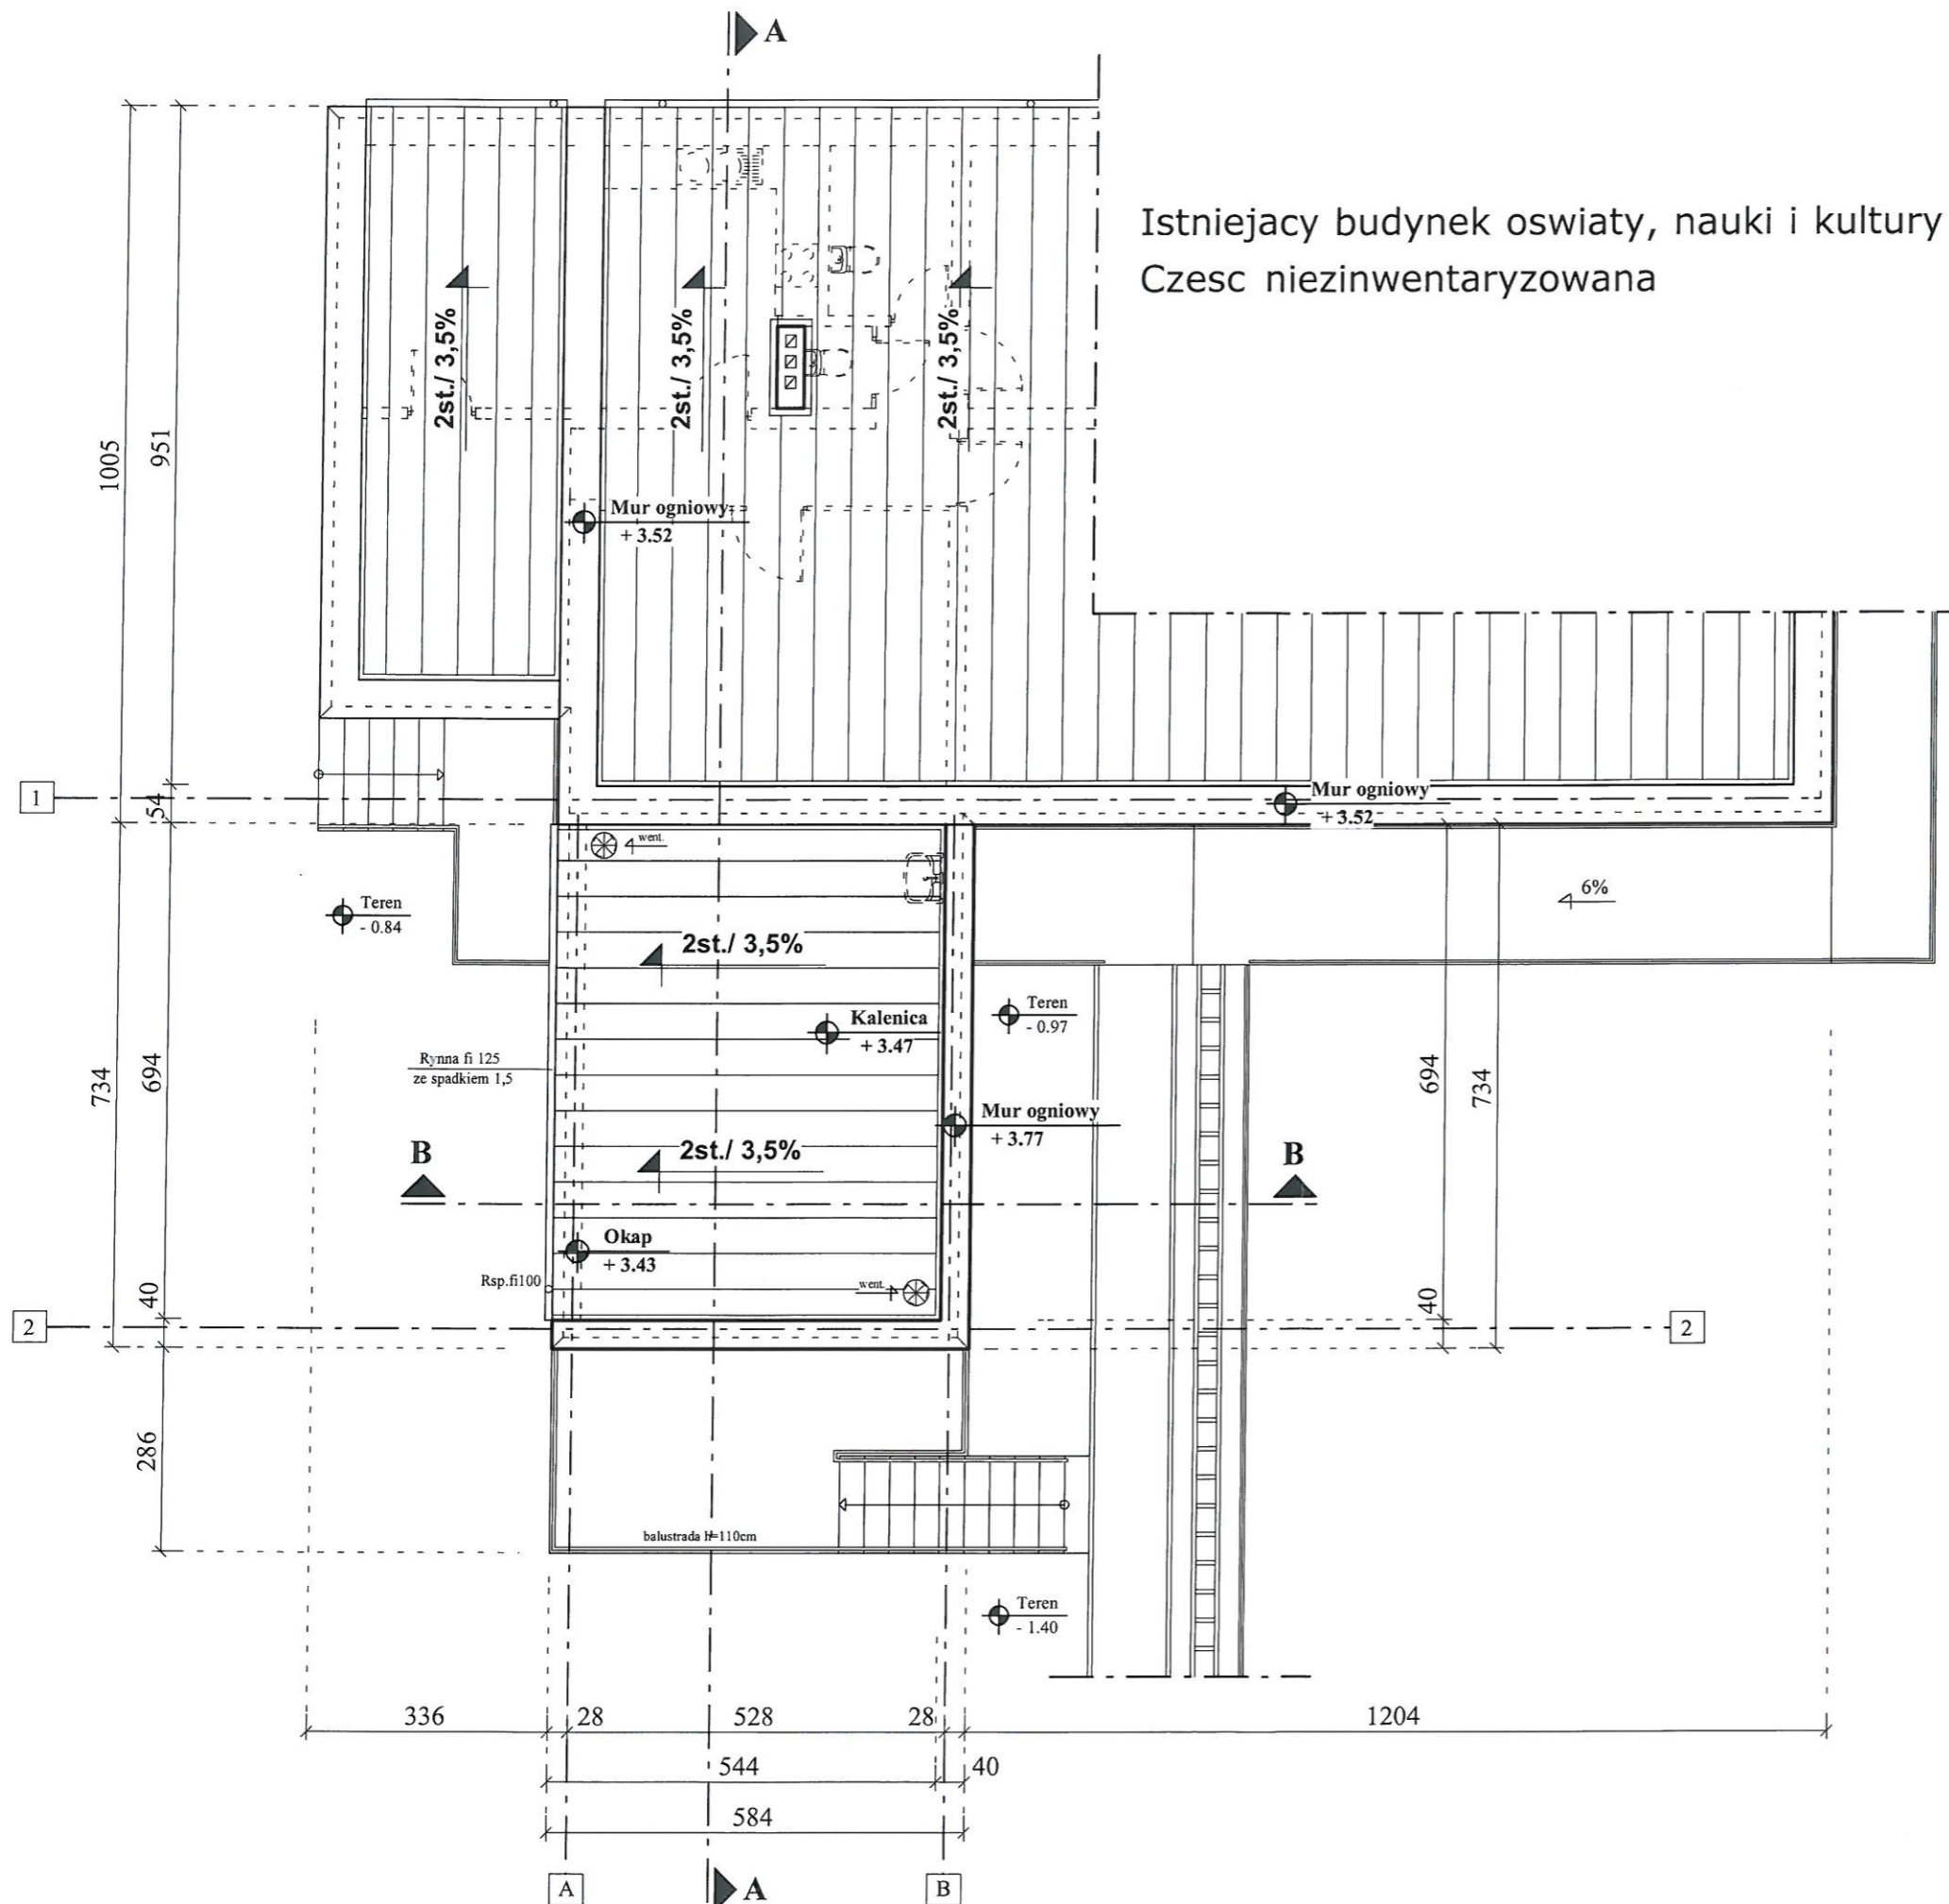 A
Istniejacy budynek oswiaty, nauki i kultury
Czesc niezinwentaryzowana
2st./ 3,5%
2st./ 3,5%
2st./ 3,5%
1005
951
Mur ogniowy
+ 3.52
1
54
Mur ogniowy
+ 3.52
went.
Teren
- 0.84
6%
2st./ 3,5%
Kalenica
+ 3.47
Teren
- 0.97
Rynna fi 125
ze spadkiem 1,5
734
694
694
734
Mur ogniowy
+ 3.77
B
2st./ 3,5%
B
Okap
+ 3.43
Rsp.fi100
went.
40
40
2
2
286
balustrada h=110cm
Teren
- 1.40
336
28
528
28
1204
544
40
584
A
A
B